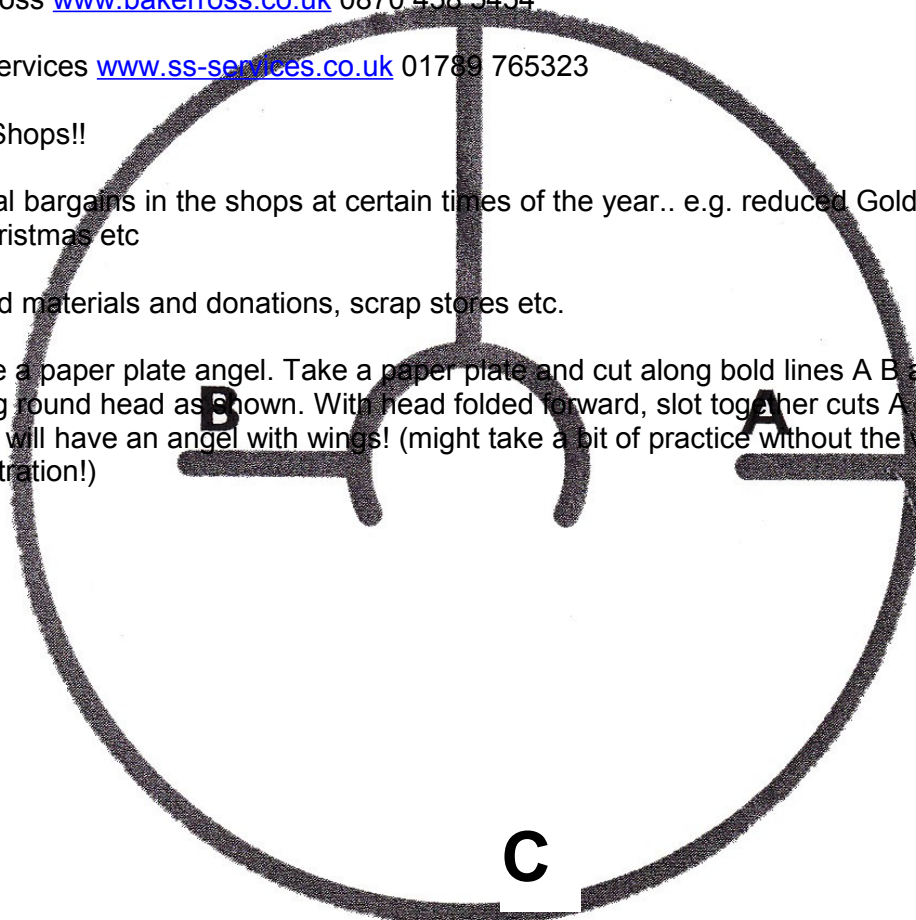 oss www.bakerross.co.uk 0870 458 5454
ervices www.ss-services.co.uk 01789 765323
Shops!!
al bargains in the shops at certain times of the year.. e.g. reduced Gold
ristmas etc
d materials and donations, scrap stores etc.
e a paper plate angel. Take a paper plate and cut along bold lines A B a
g round head as shown. With head folded forward, slot together cuts A
will have an angel with wings! (might take a bit of practice without the
tration!)
B
A
C